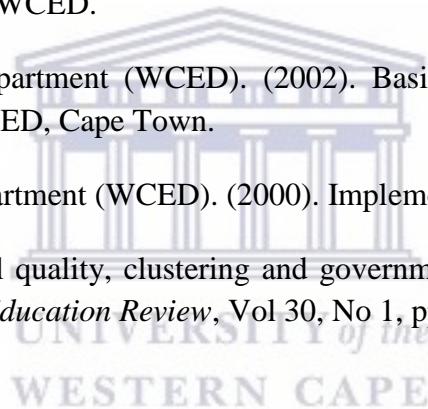 WCED.
partment (WCED). (2002). Basi
ED, Cape Town.
artment (WCED). (2000). Impleme
l quality, clustering and governm
ducation Review, Vol 30, No 1, p
UNIVERSITY of the
WESTERN CAPE